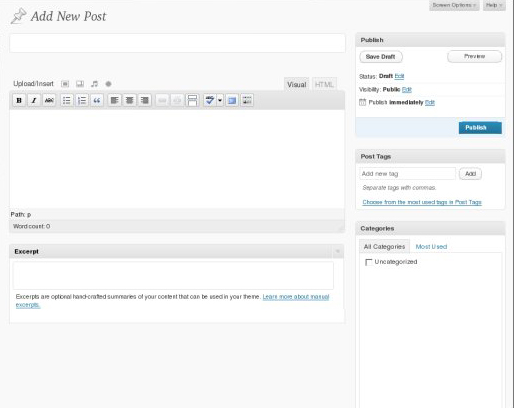 Screen Options Help
Add New Post
Publish
Save Draft Preview
Upload/Insert Visual HTML
Status: Draft Edit
Visibility: Public Edit
B I ABC
Publish immediately Edit
Publish
Post Tags
Add new tag Add
Separate tags with commas.
Choose from the most used tags in Post Tags
Path: p
Word count: 0
Categories
All Categories Most Used
Excerpt
Uncategorized
Excerpts are optional hand-crafted summaries of your content that can be used in your theme. Learn more about manual
excerpts.